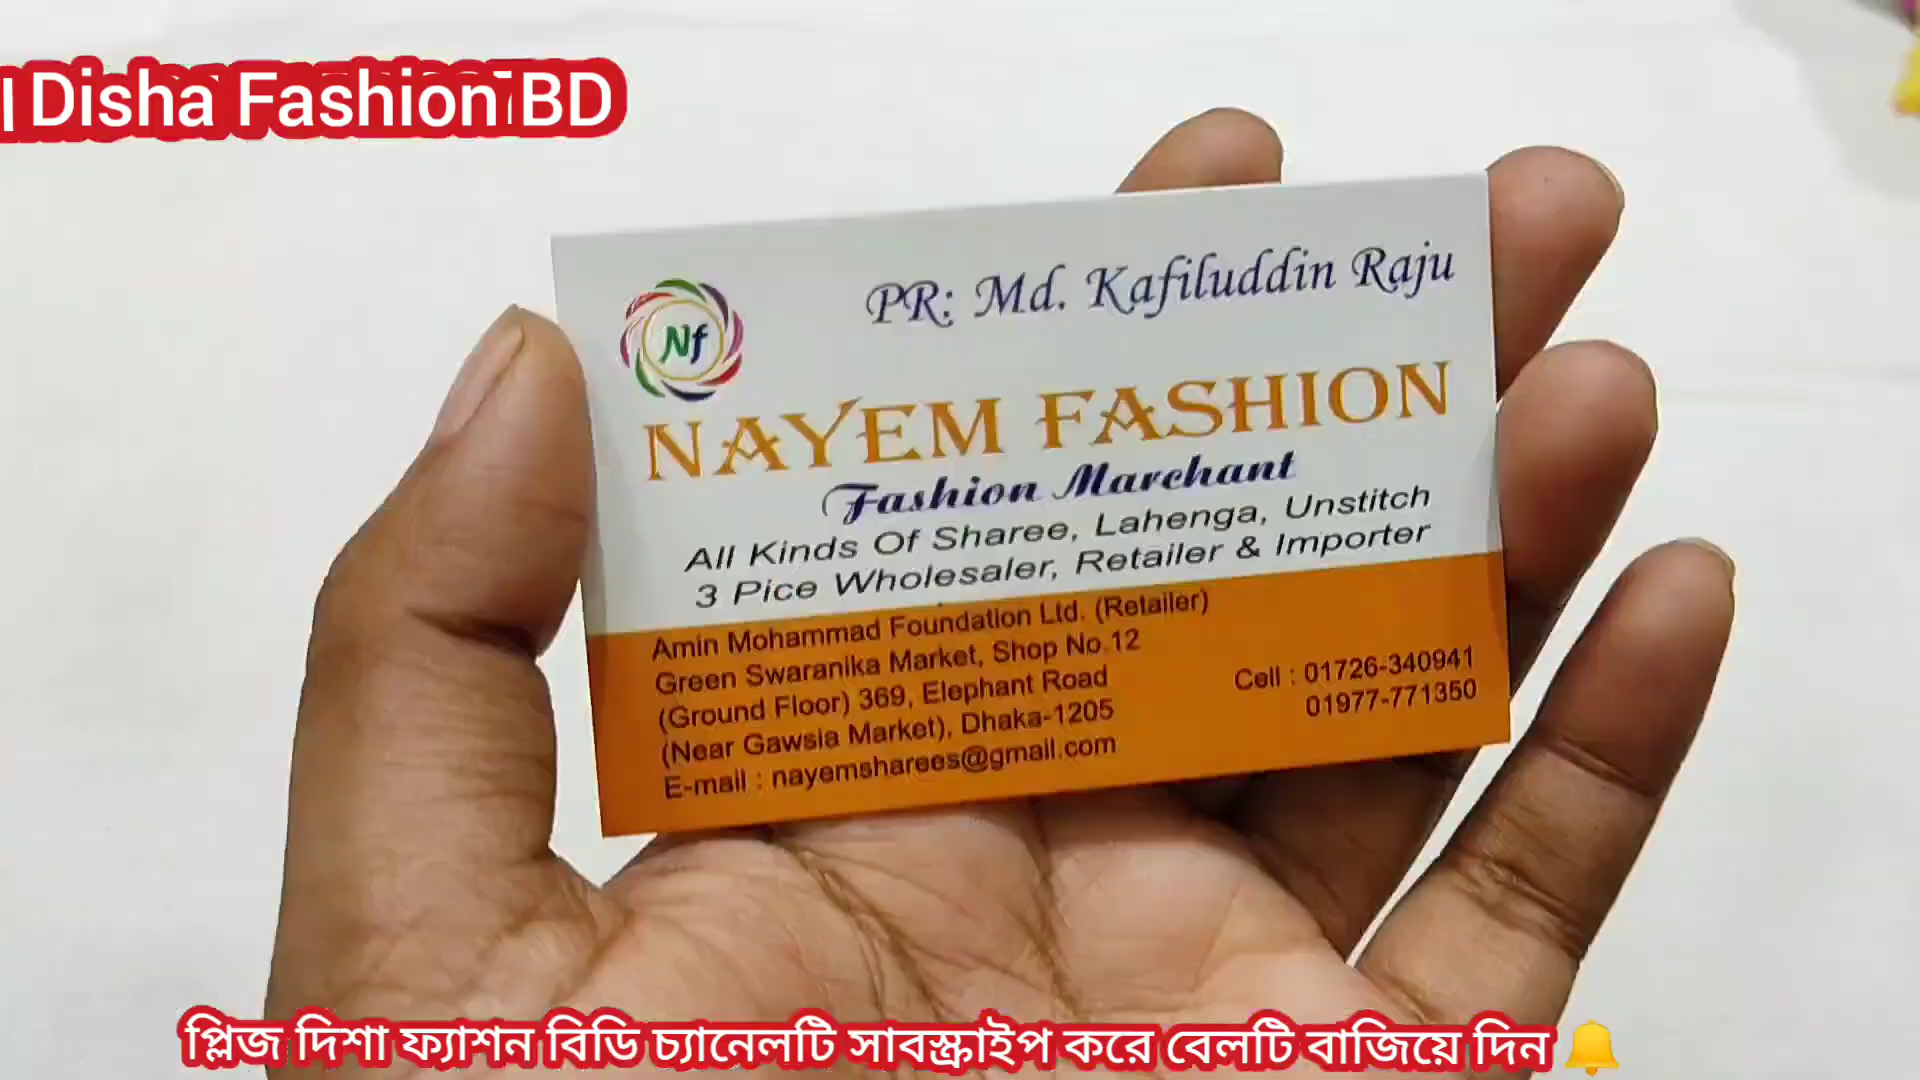 Disha Fashion BD
Nf
PR: Md. Kafiluddin Raju
NAYEM FASHION
Fashion Marchant
All Kinds Of Sharee, Lahenga, Unstitch
3 Pice Wholesaler, Retailer & Importer
Amin Mohammad Foundation Ltd. (Retailer)
Green Swaranika Market, Shop No.12
(Ground Floor) 369, Elephant Road
(Near Gawsia Market), Dhaka-1205
E-mail : nayemsharees@gmail.com
Cell : 01726-340941
01977-771350
প্লিজ দিশা ফ্যাশন বিডি চ্যানেলটি সাবস্ক্রাইপ করে বেলটি বাজিয়ে দিন 🔔